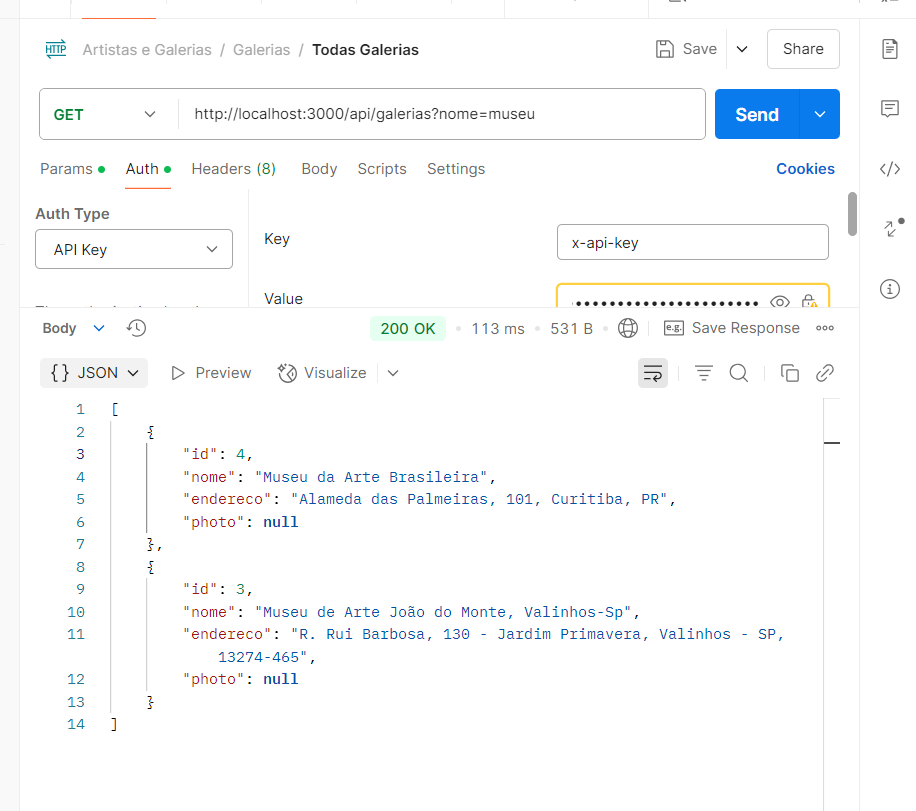 HTTP Artistas e Galerias / Galerias / Todas Galerias Save Share
GET http://localhost:3000/api/galerias?nome=museu Send
Params Auth Headers (8) Body Scripts Settings Cookies
Auth Type
API Key
Key x-api-key
Value
Body 200 OK 113 ms 531 B e.g. Save Response
{} JSON Preview Visualize
1 [
2 {
3 "id": 4,
4 "nome": "Museu da Arte Brasileira",
5 "endereco": "Alameda das Palmeiras, 101, Curitiba, PR",
6 "photo": null
7 },
8 {
9 "id": 3,
10 "nome": "Museu de Arte João do Monte, Valinhos-Sp",
11 "endereco": "R. Rui Barbosa, 130 - Jardim Primavera, Valinhos - SP,
13274-465",
12 "photo": null
13 }
14 ]